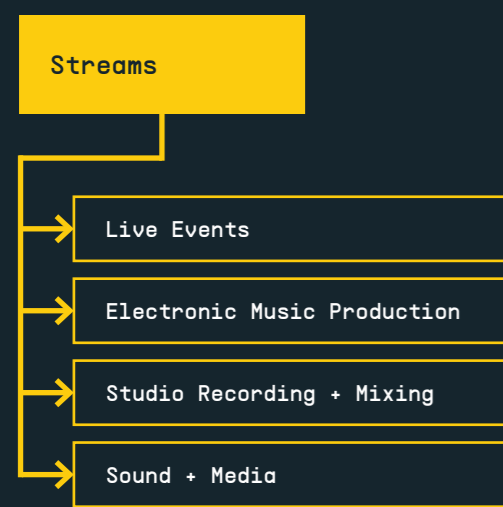 Streams
Live Events
Electronic Music Production
Studio Recording + Mixing
Sound + Media